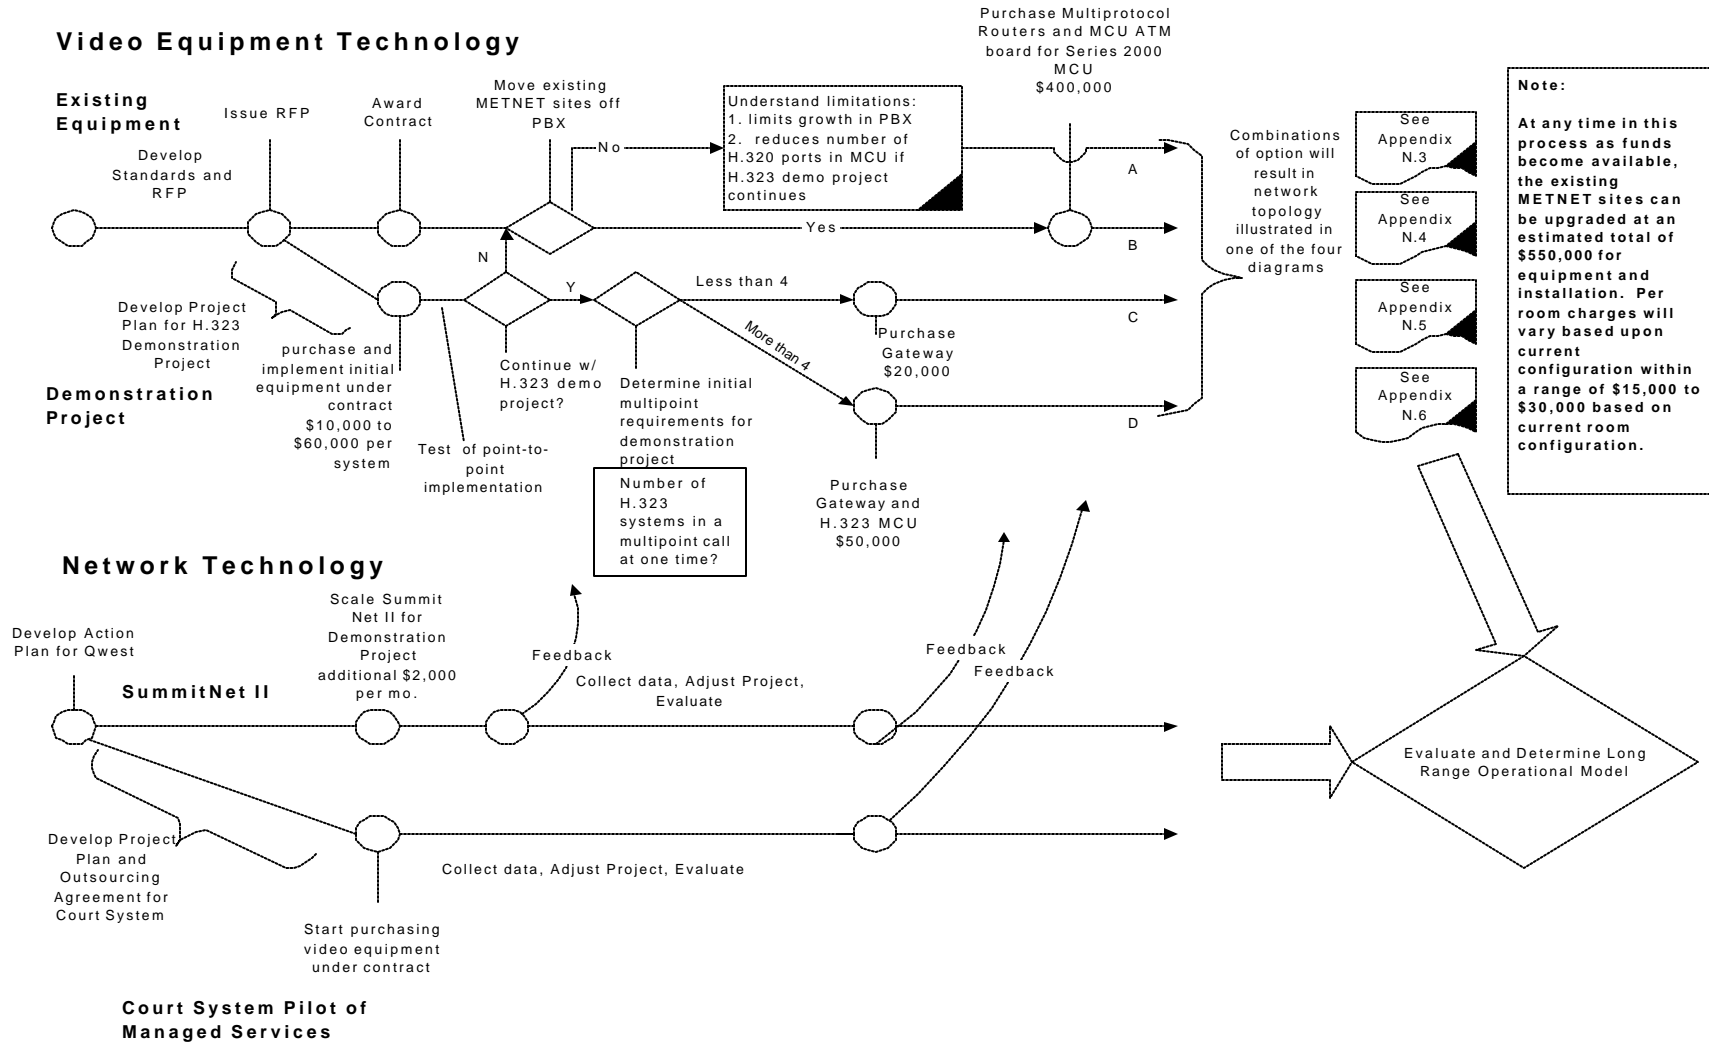 Video Equipment Technology
Existing
Equipment
Develop
Standards and
RFP
Issue RFP
Award
Contract
Move existing
METNET sites off
PBX
No
Understand limitations:
1. limits growth in PBX
2. reduces number of
H.320 ports in MCU if
H.323 demo project
continues
Purchase Multiprotocol
Routers and MCU ATM
board for Series 2000
MCU
$400,000
A
Yes
B
N
Y
Less than 4
More than 4
C
D
Develop Project
Plan for H.323
Demonstration
Project
Demonstration
Project
purchase and
implement initial
equipment under
contract
$10,000 to
$60,000 per
system
Test of point-to-
point
implementation
Continue w/
H.323 demo
project?
Determine initial
multipoint
requirements for
demonstration
project
Number of
H.323
systems in a
multipoint call
at one time?
Purchase
Gateway
$20,000
Purchase
Gateway and
H.323 MCU
$50,000
Combinations
of option will
result in
network
topology
illustrated in
one of the four
diagrams
See
Appendix
N.3
See
Appendix
N.4
See
Appendix
N.5
See
Appendix
N.6
Note:
At any time in this
process as funds
become available,
the existing
METNET sites can
be upgraded at an
estimated total of
$550,000 for
equipment and
installation. Per
room charges will
vary based upon
current
configuration within
a range of $15,000 to
$30,000 based on
current room
configuration.
Network Technology
Develop Action
Plan for Qwest
SummitNet II
Scale Summit
Net II for
Demonstration
Project
additional $2,000
per mo.
Feedback
Collect data, Adjust Project,
Evaluate
Feedback
Feedback
Develop Project
Plan and
Outsourcing
Agreement for
Court System
Collect data, Adjust Project, Evaluate
Start purchasing
video equipment
under contract
Court System Pilot of
Managed Services
Evaluate and Determine Long
Range Operational Model